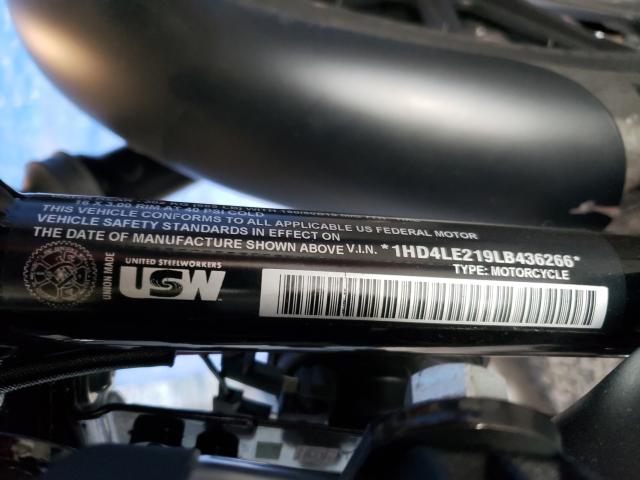 THIS VEHICLE CONFORMS TO ALL APPLICABLE US FEDERAL MOTOR
VEHICLE SAFETY STANDARDS IN EFFECT ON
THE DATE OF MANUFACTURE SHOWN ABOVE V.I.N. *1HD4LE219LB436266*
TYPE: MOTORCYCLE
UNION MADE
UNITED STEELWORKERS
USW